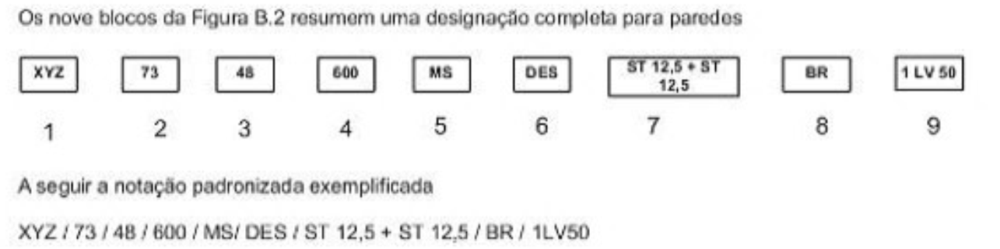 Os nove blocos da Figura B.2 resumem uma designação completa para paredes
XYZ 73 48 600 MS DES ST 12,5 + ST 12,5 BR 1 LV 50
1 2 3 4 5 6 7 8 9
A seguir a notação padronizada exemplificada
XYZ / 73 / 48 / 600 / MS/ DES / ST 12,5 + ST 12,5 / BR / 1LV50